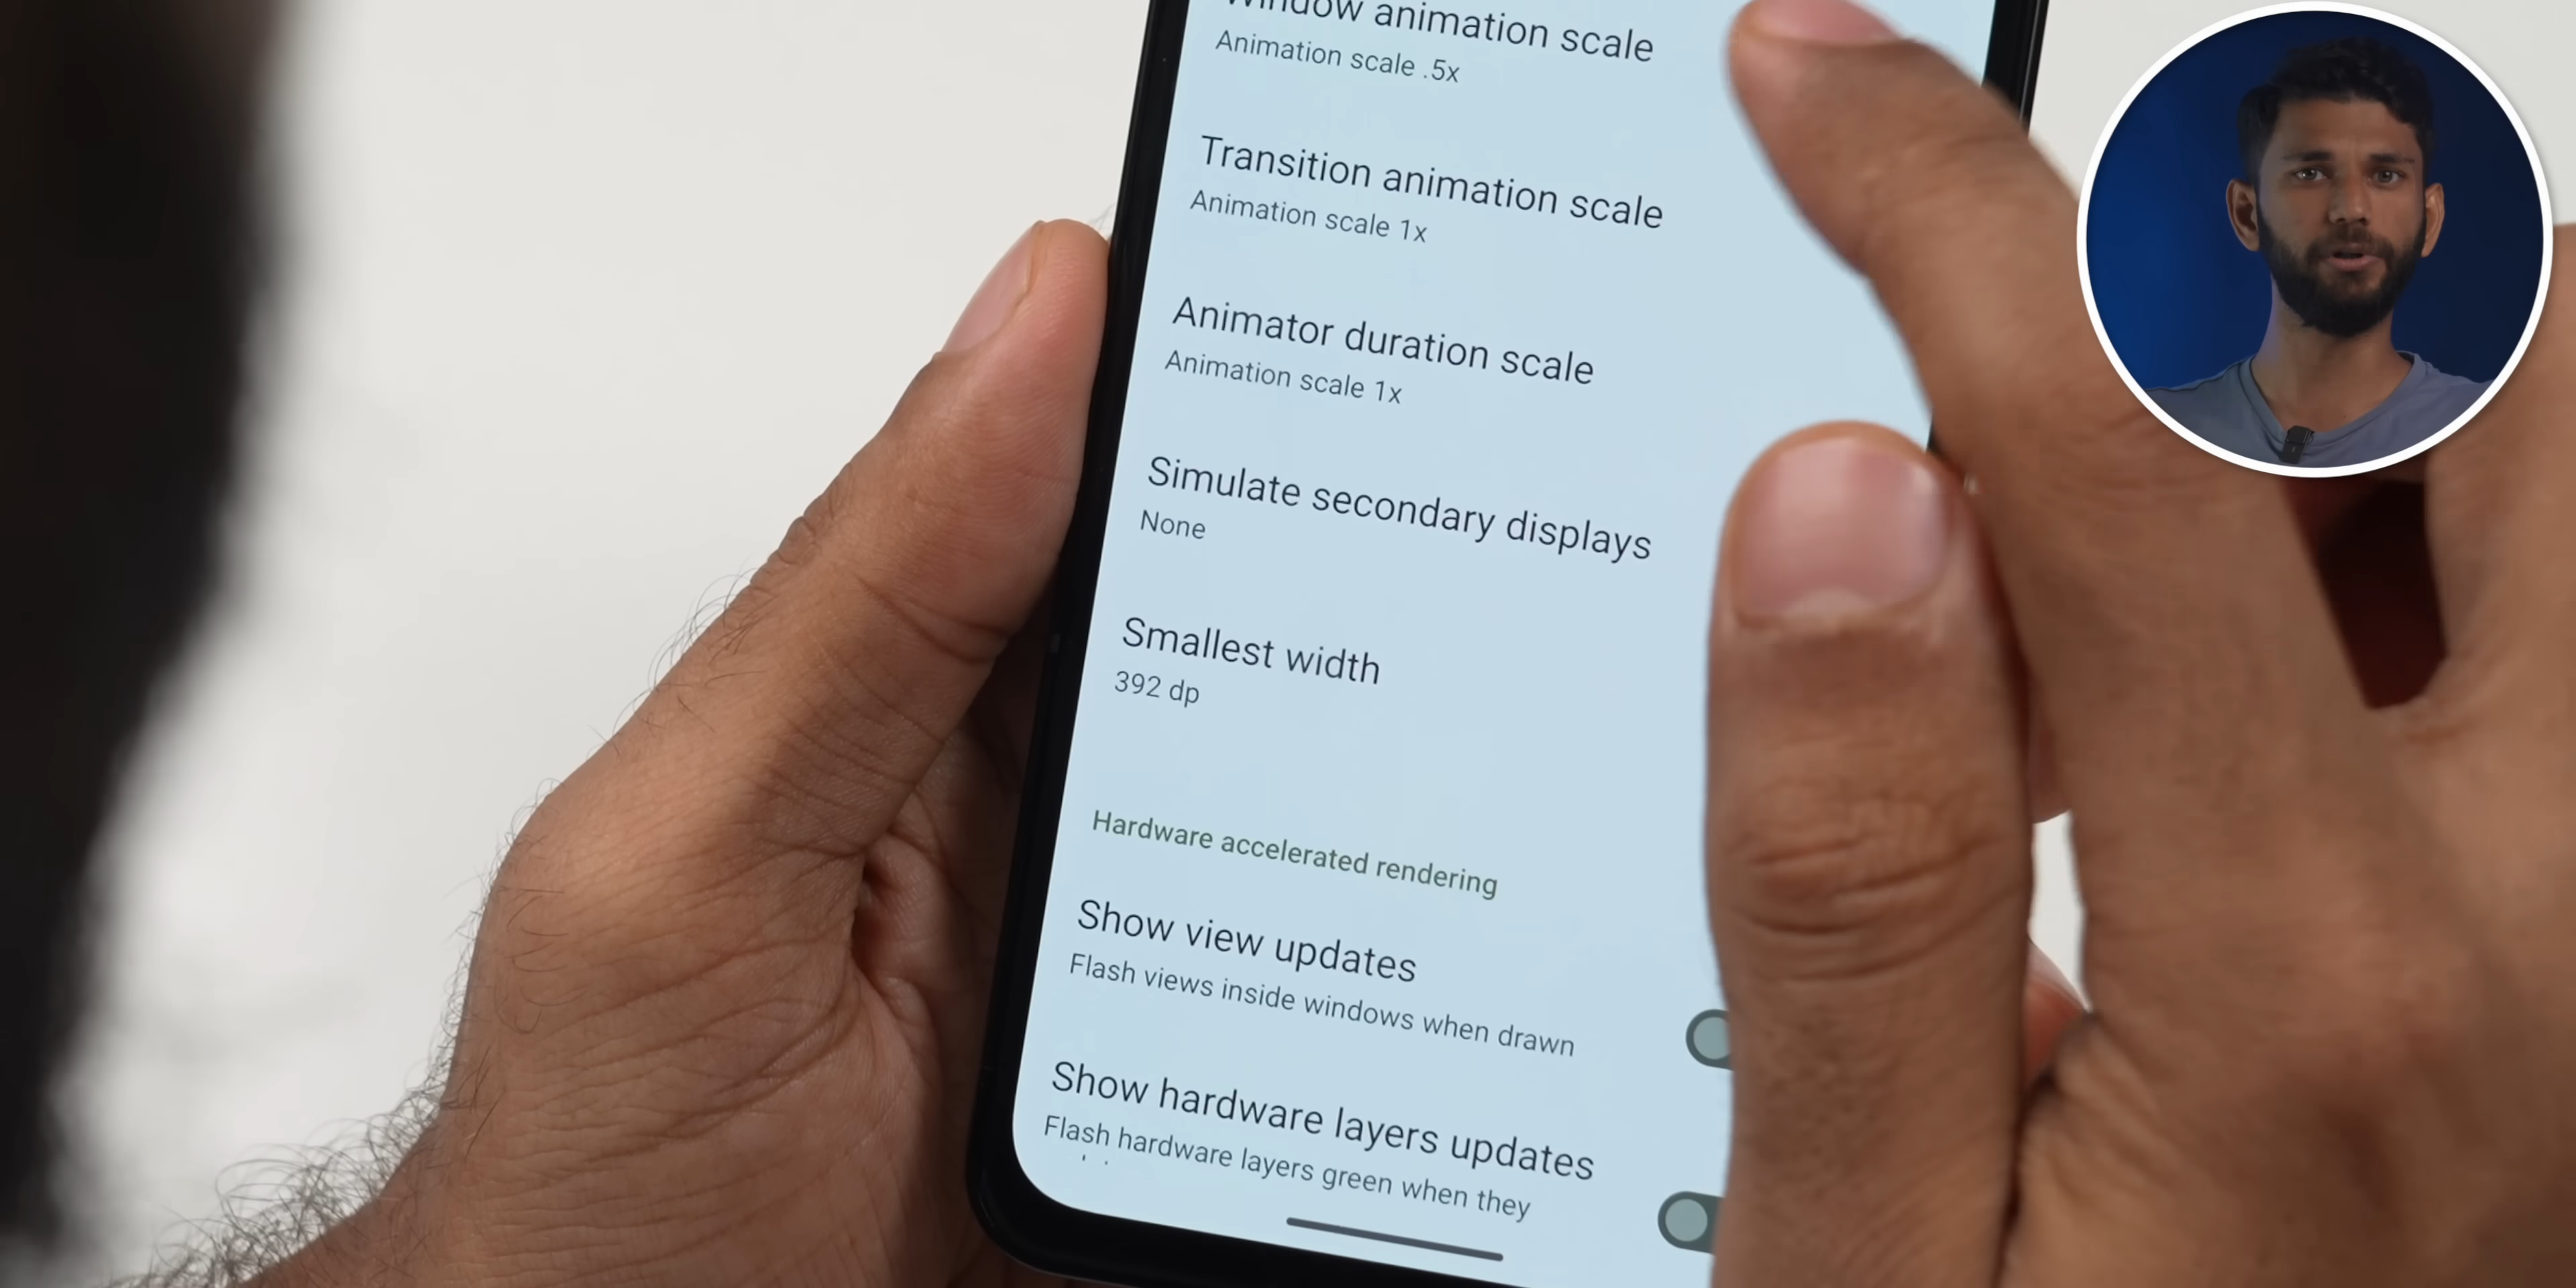 Window animation scale
Animation scale .5x
Transition animation scale
Animation scale 1x
Animator duration scale
Animation scale 1x
Simulate secondary displays
None
Smallest width
392 dp
Hardware accelerated rendering
Show view updates
Flash views inside windows when drawn
Show hardware layers updates
Flash hardware layers green when they